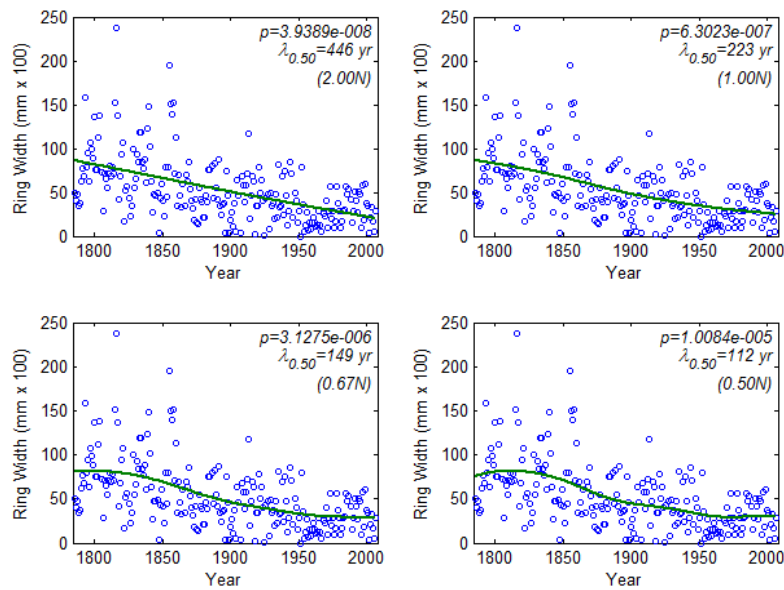 p=3.9389e-008
λ0.50=446 yr
(2.00N)
250
200
150
100
50
0
Ring Width (mm x 100)
1800 1850 1900 1950 2000
Year
p=6.3023e-007
λ0.50=223 yr
(1.00N)
250
200
150
100
50
0
Ring Width (mm x 100)
1800 1850 1900 1950 2000
Year
p=3.1275e-006
λ0.50=149 yr
(0.67N)
250
200
150
100
50
0
Ring Width (mm x 100)
1800 1850 1900 1950 2000
Year
p=1.0084e-005
λ0.50=112 yr
(0.50N)
250
200
150
100
50
0
Ring Width (mm x 100)
1800 1850 1900 1950 2000
Year